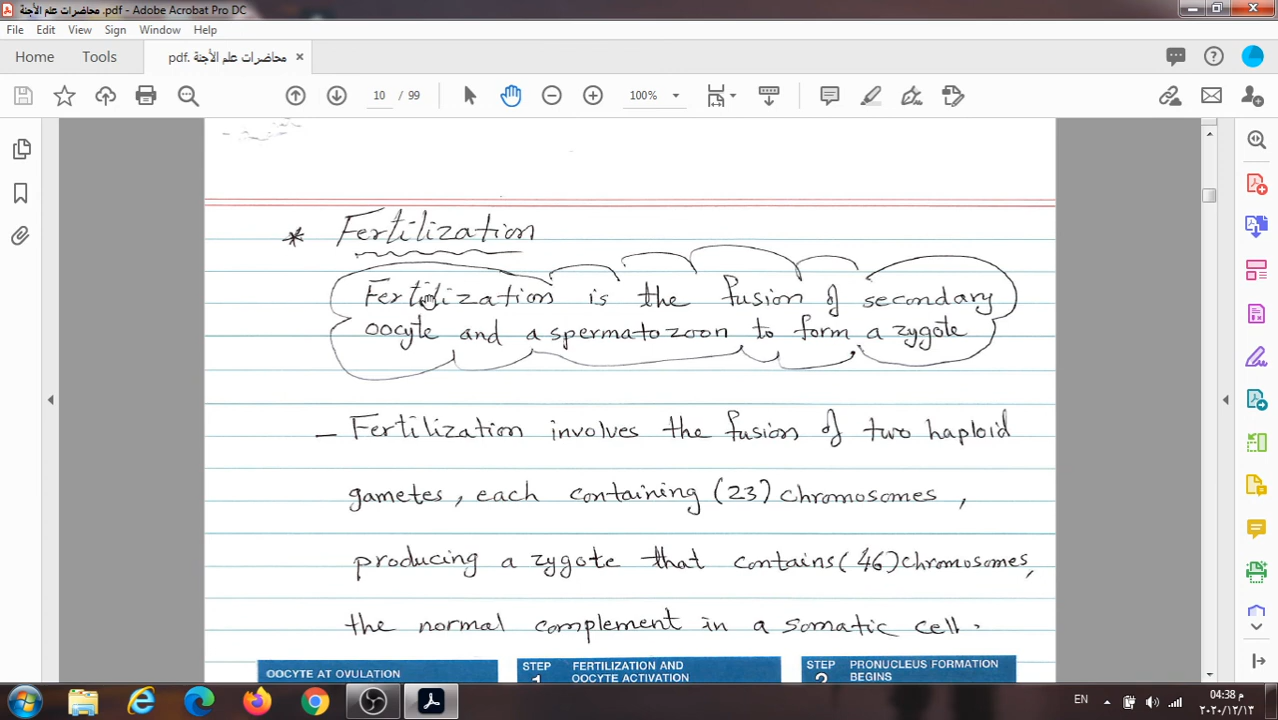 محاضرات علم الأجنة .pdf - Adobe Acrobat Pro DC
File Edit View Sign Window Help
Home Tools محاضرات علم الأجنة .pdf ×
10 / 99 100%
* Fertilization
Fertilization is the fusion of secondary
oocyte and a spermatozoon to form a zygote
- Fertilization involves the fusion of two haploid
gametes, each containing (23) chromosomes,
producing a zygote that contains (46) chromosomes,
the normal complement in a somatic cell.
OOCYTE AT OVULATION
STEP 1 FERTILIZATION AND
OOCYTE ACTIVATION
STEP 2 PRONUCLEUS FORMATION
BEGINS
EN
04:38 م
٢٠٢٠/١٢/١٣